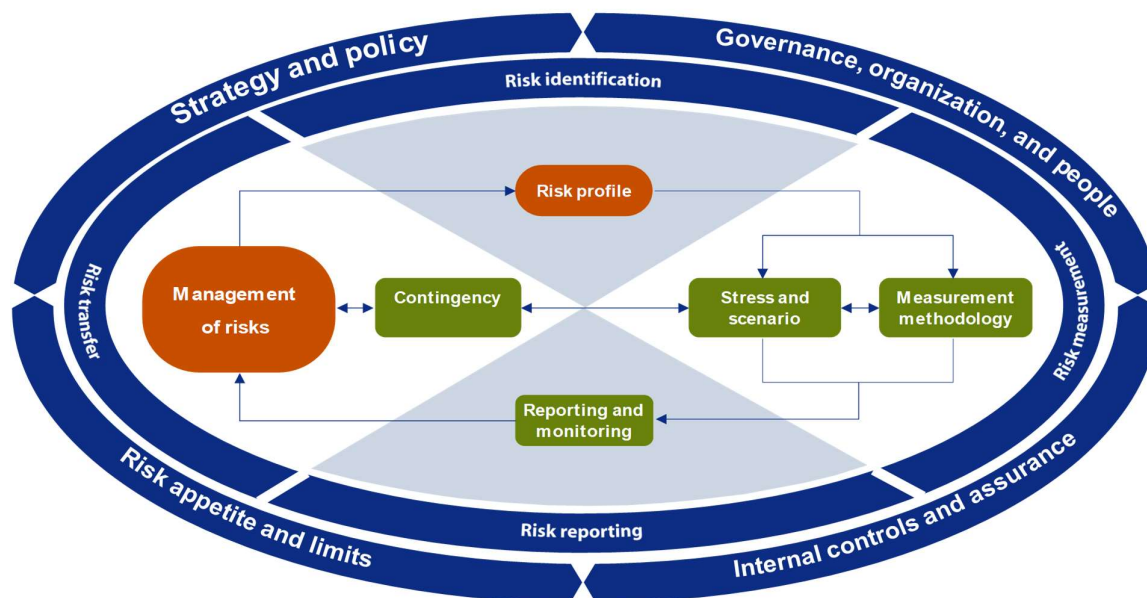 Strategy and policy
Governance, organization, and people
Risk identification
Risk profile
Risk transfer
Management
of risks
Contingency
Stress and
scenario
Measurement
methodology
Risk measurement
Reporting and
monitoring
Risk reporting
Risk appetite and limits
Internal controls and assurance